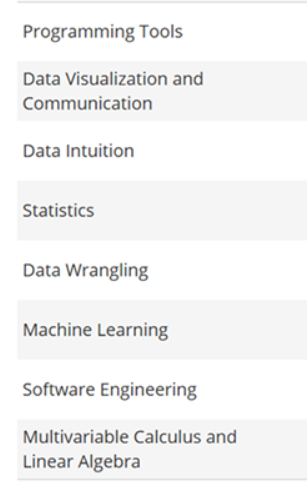 Programming Tools
Data Visualization and
Communication
Data Intuition
Statistics
Data Wrangling
Machine Learning
Software Engineering
Multivariable Calculus and
Linear Algebra